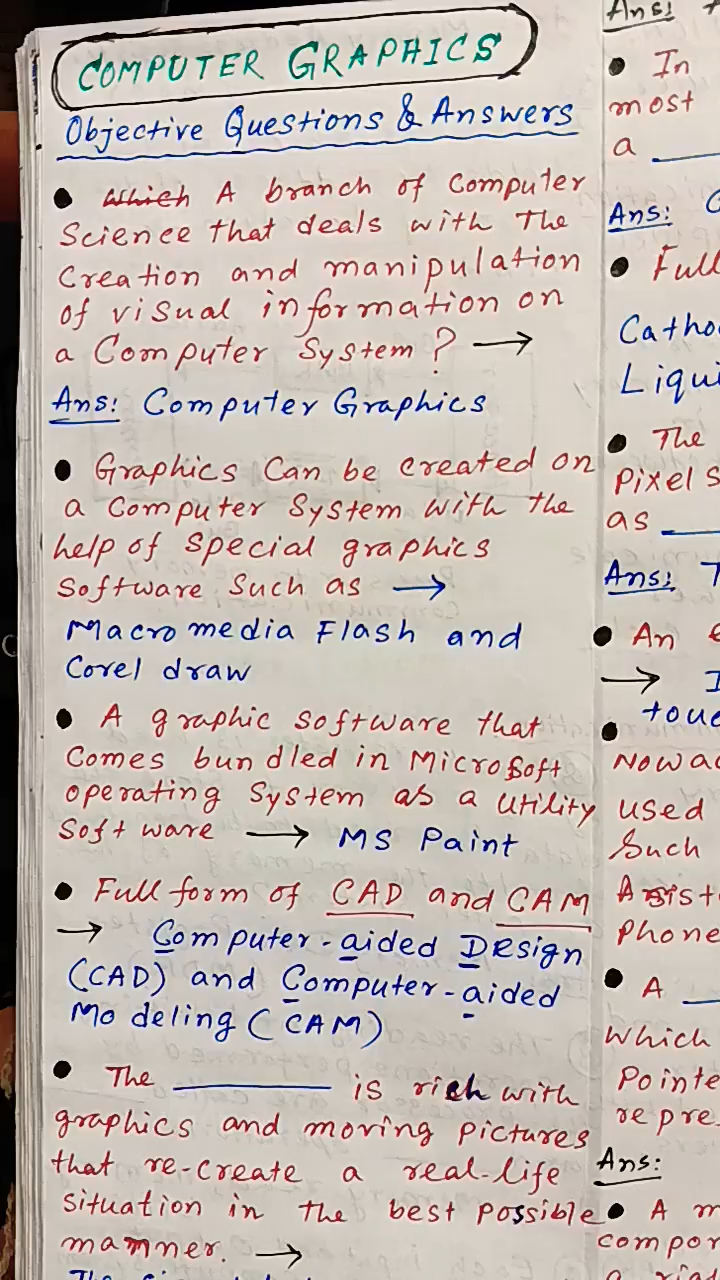 COMPUTER GRAPHICS
Objective Questions & Answers
• Which A branch of Computer
Science that deals with The
Creation and manipulation
of visual information on
a Computer System? →
Ans: Computer Graphics
• Graphics Can be created on
a Computer System with the
help of special graphics
Software such as →
Macromedia Flash and
Corel draw
• A graphic software that
Comes bundled in Microsoft
operating System as a utility
Software → MS Paint
• Full form of CAD and CAM
→ Computer-aided Design
(CAD) and Computer-aided
Modeling (CAM)
• The ______ is rich with
graphics and moving pictures
that re-create a real-life
situation in the best possible
manner. →
Ans:
• In
most
a ___
Ans:
• Full
Liqui
• The
Pixels
as ___
Ans:
• An
→
touc
•
Nowad
used
Such
Phone
• A ___
Which
Pointe
repre
Ans:
• A m
compor